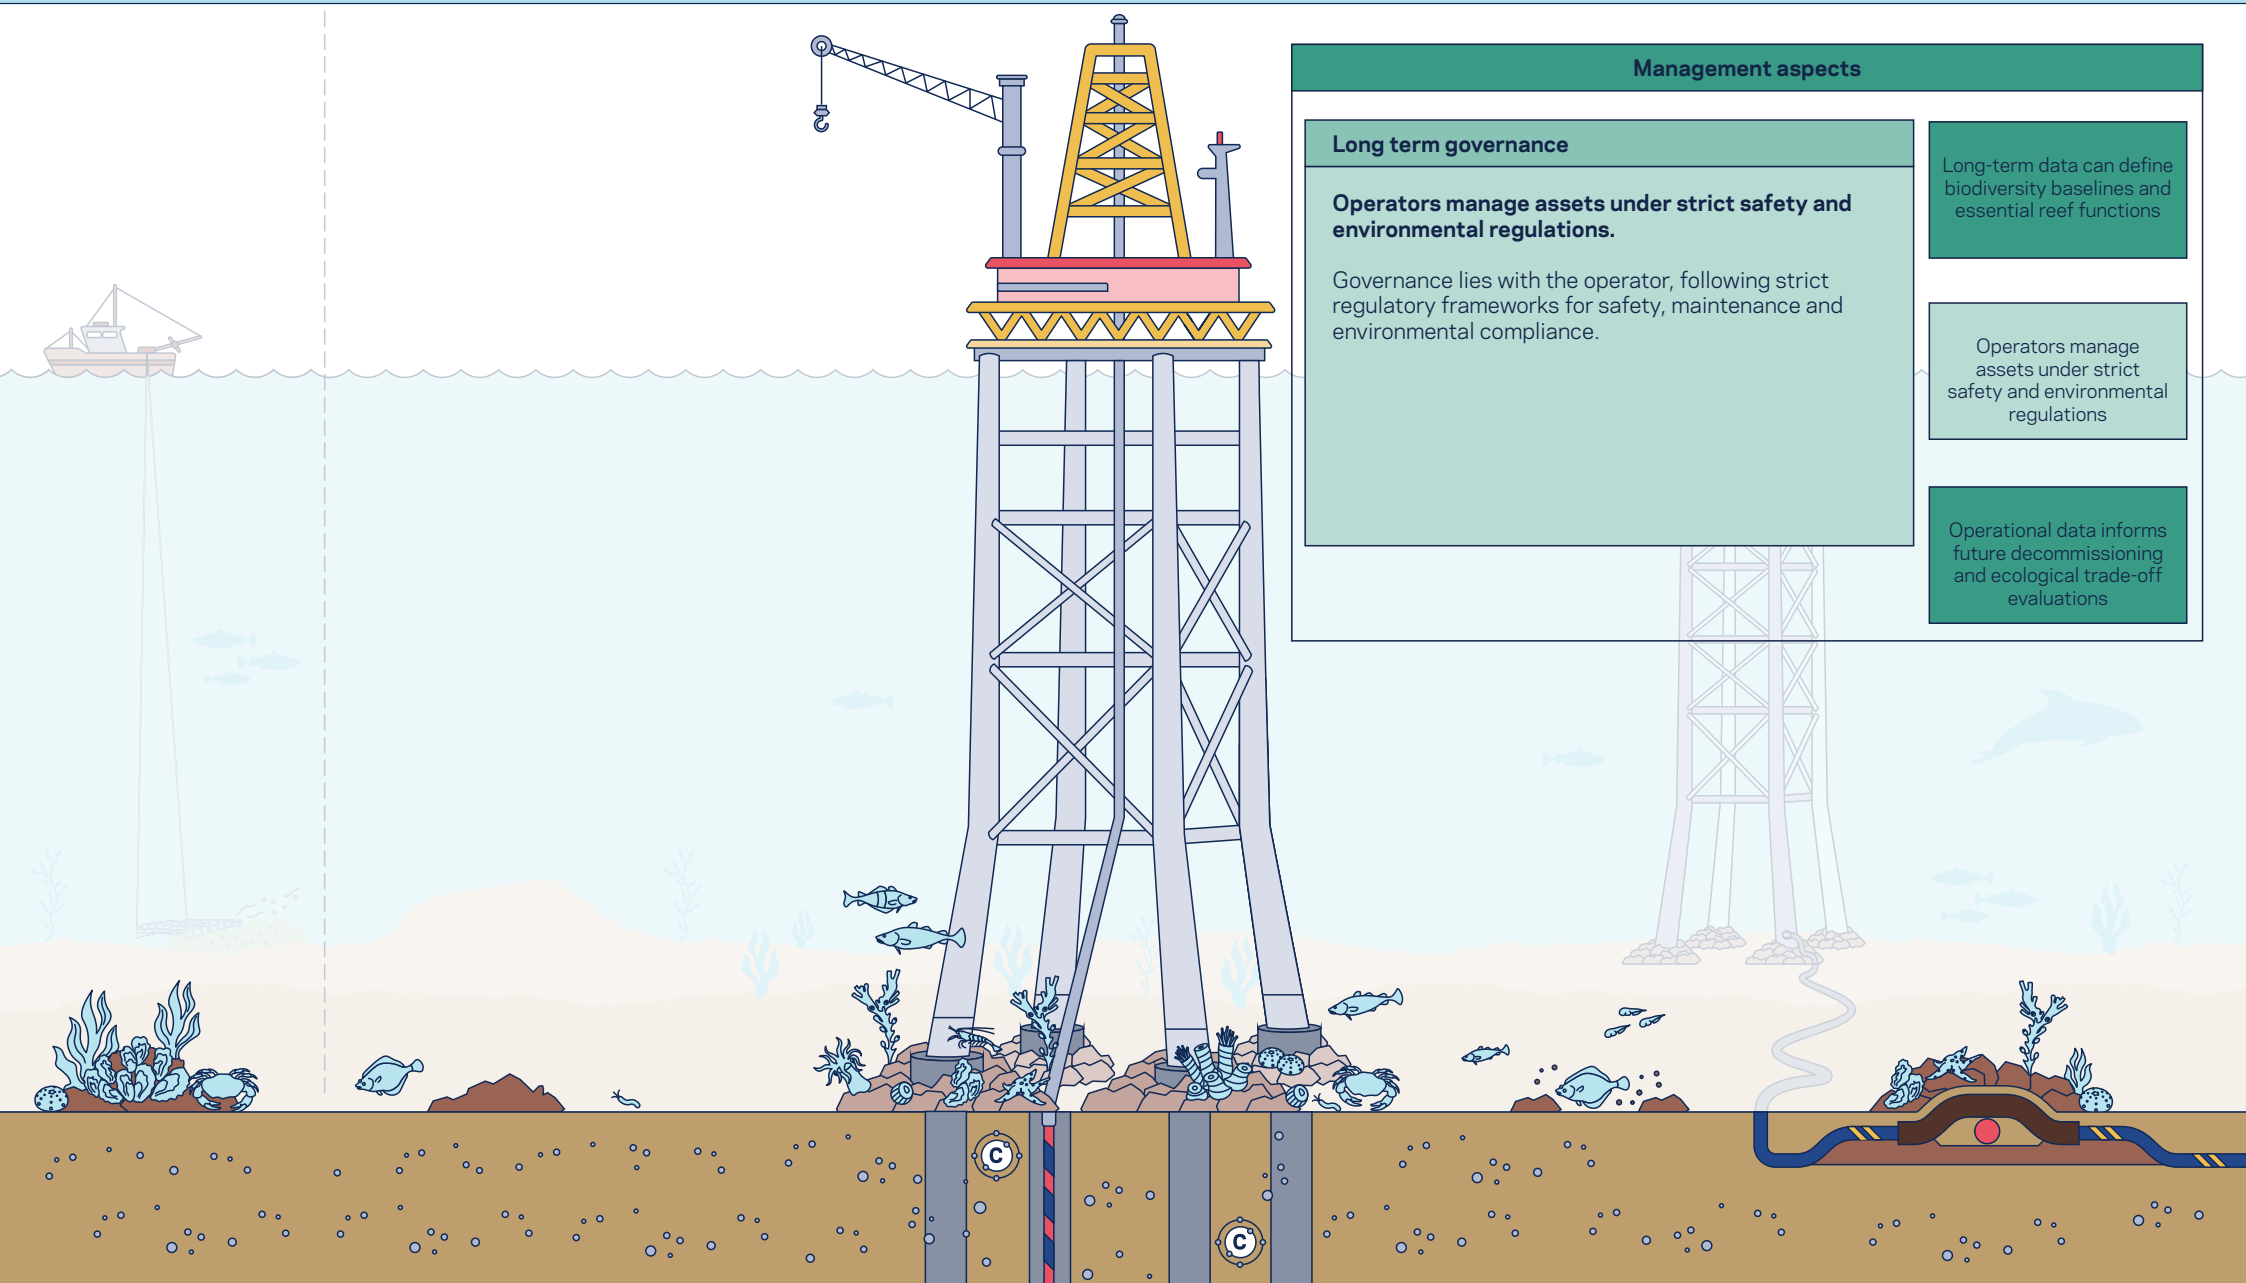 Management aspects
Long term governance
Operators manage assets under strict safety and
environmental regulations.
Governance lies with the operator, following strict
regulatory frameworks for safety, maintenance and
environmental compliance.
Long-term data can define
biodiversity baselines and
essential reef functions
Operators manage
assets under strict
safety and environmental
regulations
Operational data informs
future decommissioning
and ecological trade-off
evaluations
C
C